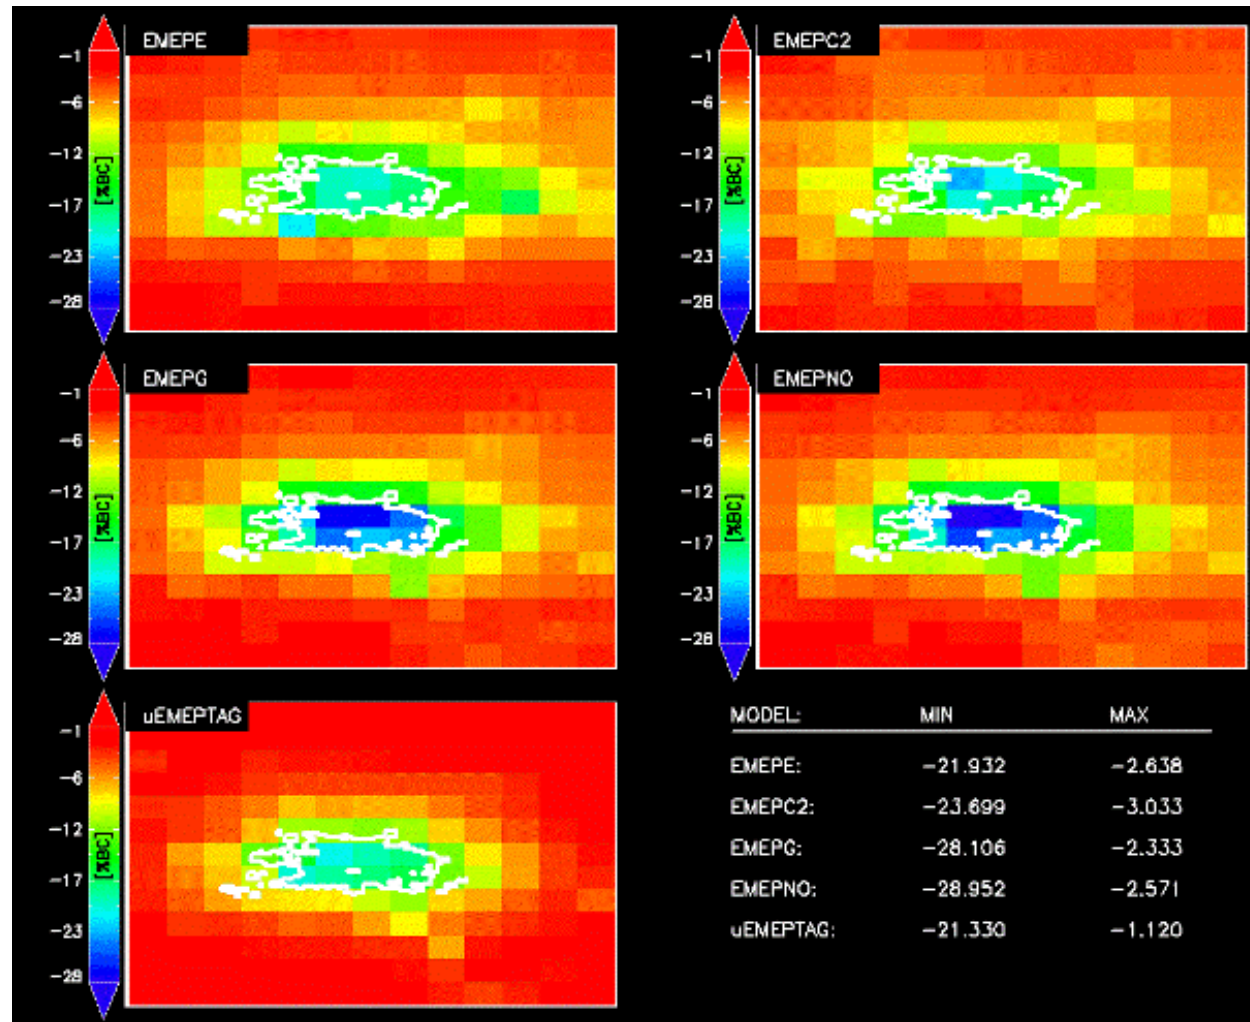 EMEPE
-1
-6
-12
-17
-23
-28
[%BC]
EMEPC2
-1
-6
-12
-17
-23
-28
[%BC]
EMEPG
-1
-6
-12
-17
-23
-28
[%BC]
EMEPNO
-1
-6
-12
-17
-23
-28
[%BC]
uEMEPTAG
-1
-6
-12
-17
-23
-28
[%BC]
MODEL: MIN MAX
EMEPE: -21.932 -2.638
EMEPC2: -23.699 -3.033
EMEPG: -28.106 -2.333
EMEPNO: -28.952 -2.571
uEMEPTAG: -21.330 -1.120